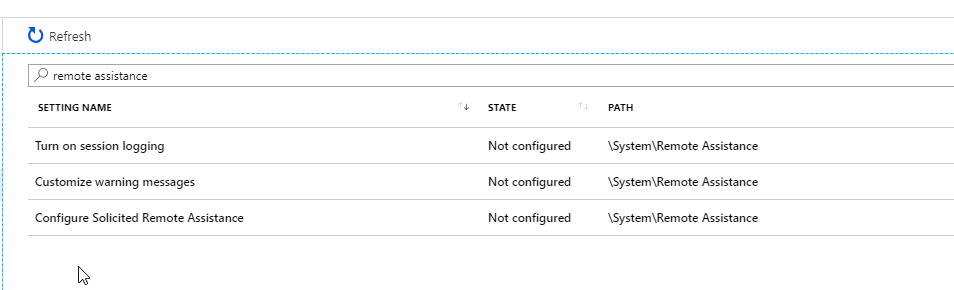 Refresh
remote assistance
SETTING NAME STATE PATH
Turn on session logging Not configured \System\Remote Assistance
Customize warning messages Not configured \System\Remote Assistance
Configure Solicited Remote Assistance Not configured \System\Remote Assistance